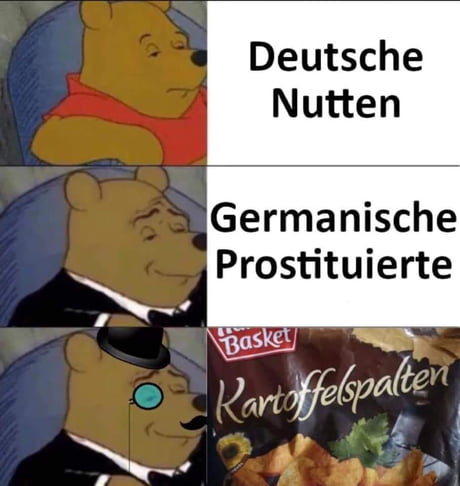 Deutsche
Nutten
Germanische
Prostituierte
Basket
Kartoffelspalten